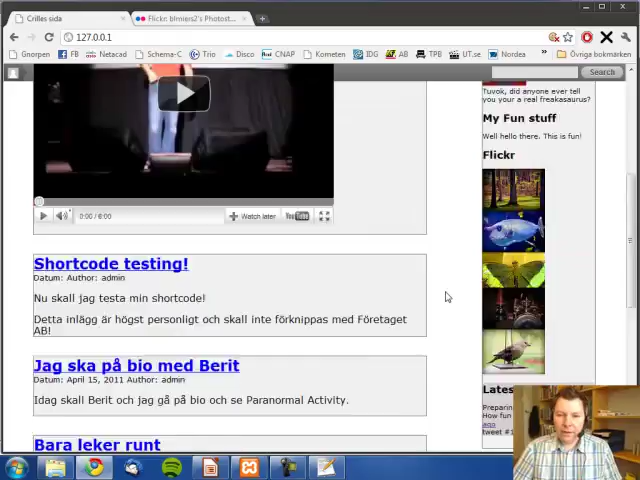 Crilles sida
Flickr: blmiers2's Photost...
127.0.0.1
Gnorpen
FB
Netacad
Schema-C
Trio
Disco
CNAP
Kometen
IDG
AB
TPB
UT.se
Nordea
»
Övriga bokmärken
Search
0:00 / 6:00
Watch later
YouTube
Shortcode testing!
Datum: Author: admin
Nu skall jag testa min shortcode!
Detta inlägg är högst personligt och skall inte förknippas med Företaget
AB!
Jag ska på bio med Berit
Datum: April 15, 2011 Author: admin
Idag skall Berit och jag gå på bio och se Paranormal Activity.
Bara leker runt
Tuvok, did anyone ever tell
you your a real freakasaurus?
My Fun stuff
Well hello there. This is fun!
Flickr
Lates
Preparin
How fun
ago
tweet #1